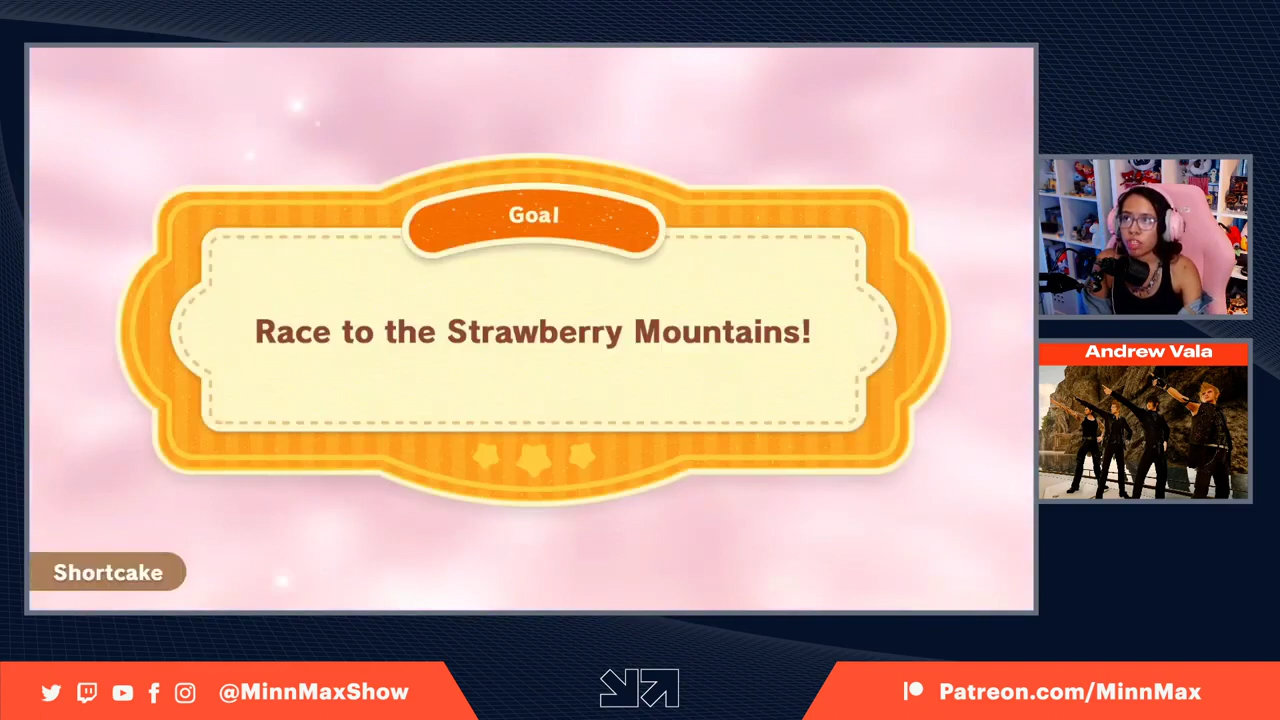 Goal
Race to the Strawberry Mountains!
Shortcake
Andrew Vala
@MinnMaxShow
Patreon.com/MinnMax